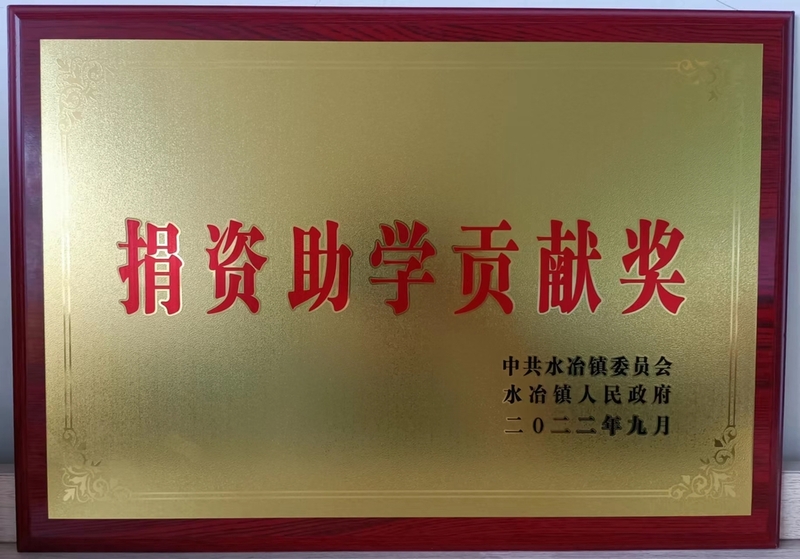 捐资助学贡献奖
中共水冶镇委员会
水冶镇人民政府
二0二二年九月